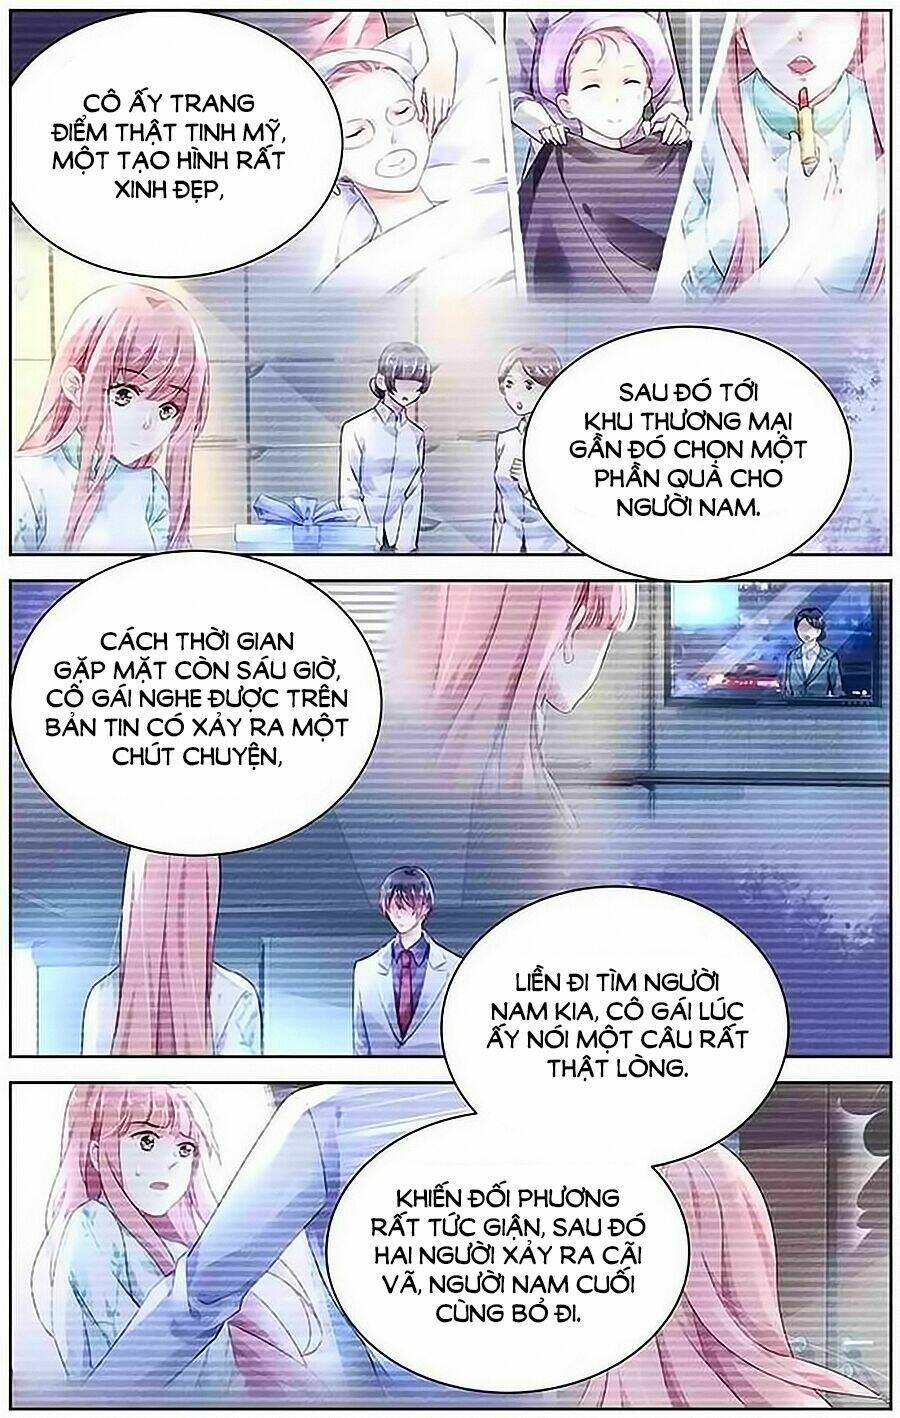 CÔ ẤY TRANG
ĐIỂM THẬT TINH MỸ,
MỘT TẠO HÌNH RẤT
XINH ĐẸP,
SAU ĐÓ TỚI
KHU THƯƠNG MẠI
GẦN ĐÓ CHỌN MỘT
PHẦN QUÀ CHO
NGƯỜI NAM.
CÁCH THỜI GIAN
GẶP MẶT CÒN SÁU GIỜ,
CÔ GÁI NGHE ĐƯỢC TRÊN
BẢN TIN CÓ XẢY RA MỘT
CHÚT CHUYỆN,
LIỀN ĐI TÌM NGƯỜI
NAM KIA, CÔ GÁI LÚC
ẤY NÓI MỘT CÂU RẤT
THẬT LÒNG.
KHIẾN ĐỐI PHƯƠNG
RẤT TỨC GIẬN, SAU ĐÓ
HAI NGƯỜI XẢY RA CÃI
VÃ, NGƯỜI NAM CUỐI
CÙNG BỎ ĐI.